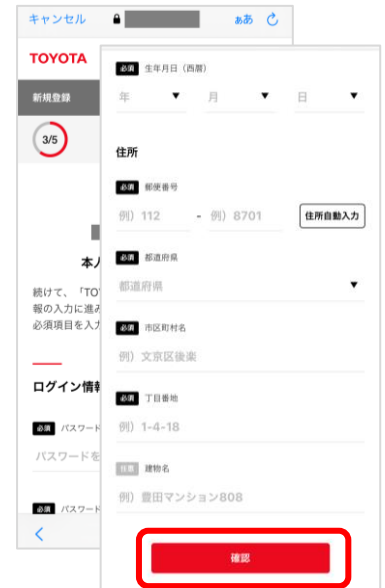 キャンセル
ぁあ
TOYOTA
新規登録
3/5
本人
続けて、「TOY
報の入力に進み
必須項目を入力
ログイン情報
必須 パスワード
パスワードを
必須 パスワード
必須 生年月日（西暦）
年 月 日
住所
必須 郵便番号
例）112 - 例）8701 住所自動入力
必須 都道府県
都道府県
必須 市区町村名
例）文京区後楽
必須 丁目番地
例）1-4-18
任意 建物名
例）豊田マンション808
確認